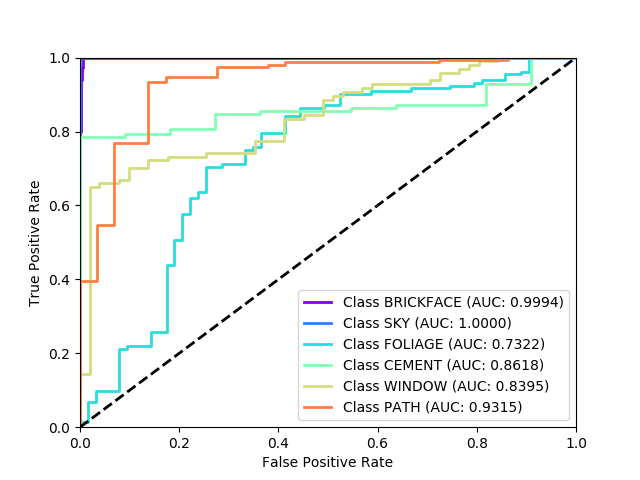 1.0
0.8
0.6
0.4
0.2
0.0
True Positive Rate
Class BRICKFACE (AUC: 0.9994)
Class SKY (AUC: 1.0000)
Class FOLIAGE (AUC: 0.7322)
Class CEMENT (AUC: 0.8618)
Class WINDOW (AUC: 0.8395)
Class PATH (AUC: 0.9315)
0.0 0.2 0.4 0.6 0.8 1.0
False Positive Rate